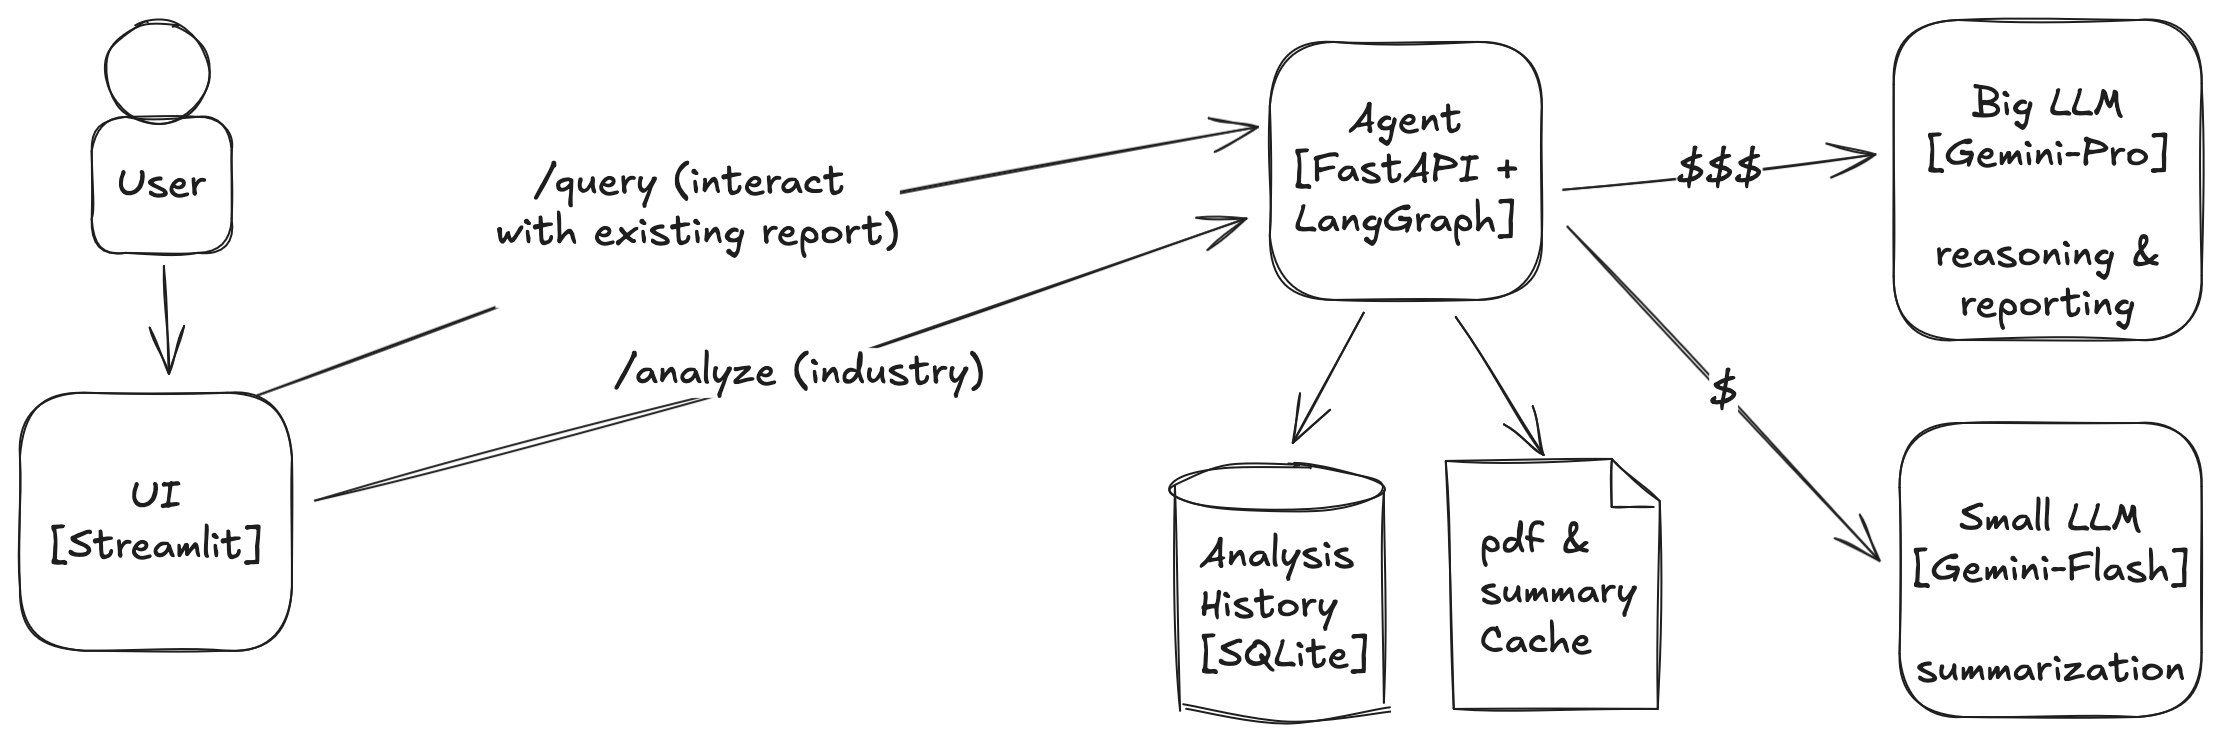 User
/query (interact
with existing report)
/analyze (industry)
UI
[Streamlit]
Agent
[FastAPI +
LangGraph]
$$$
$
Big LLM
[Gemini-Pro]
reasoning &
reporting
Analysis
History
[SQLite]
pdf &
summary
Cache
Small LLM
[Gemini-Flash]
summarization